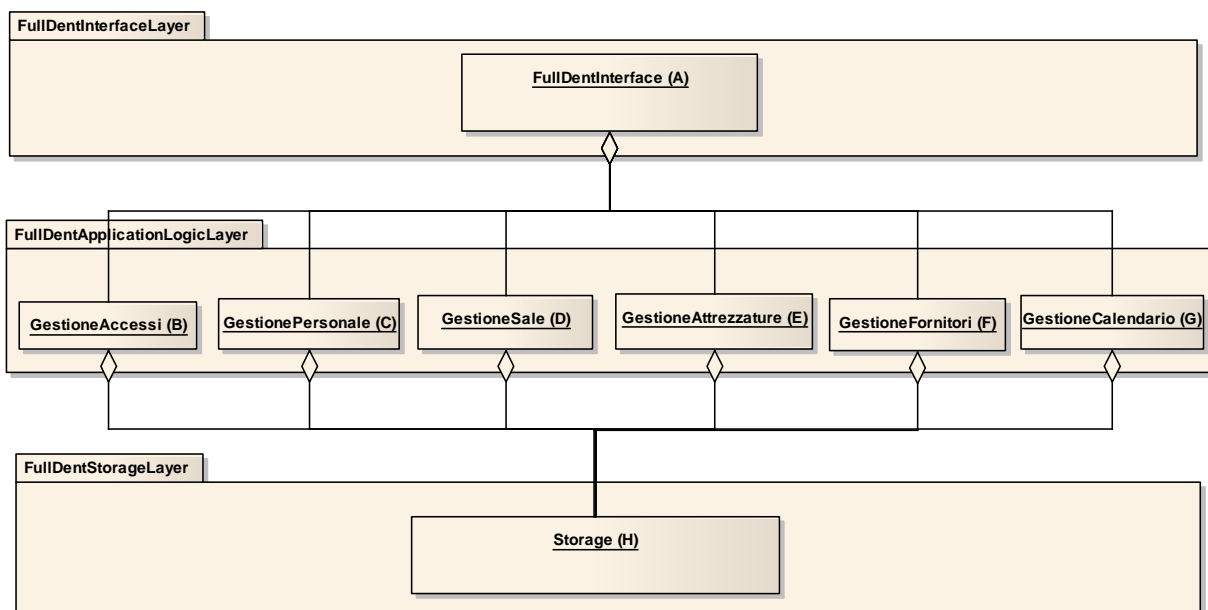 FullDentInterfaceLayer
FullDentInterface (A)
FullDentApplicationLogicLayer
GestioneAccessi (B)
GestionePersonale (C)
GestioneSale (D)
GestioneAttrezzature (E)
GestioneFornitori (F)
GestioneCalendario (G)
FullDentStorageLayer
Storage (H)